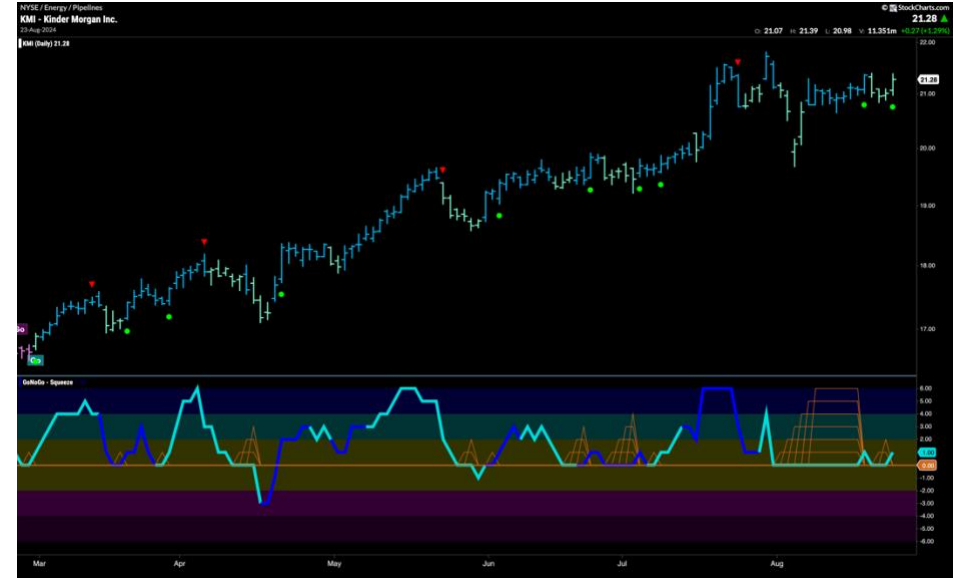 NYSE / Energy / Pipelines
© StockCharts.com
KMI - Kinder Morgan Inc.
21.28
23-Aug-2024
O: 21.07 H: 21.39 L: 20.98 V: 11.351m +0.27 (+1.29%)
KMI (Daily) 21.28
22.00
21.28
21.00
20.00
19.00
18.00
17.00
Go
GoNoGo - Squeeze
6.00
5.00
4.00
3.00
2.00
1.00
0.00
-1.00
-2.00
-3.00
-4.00
-5.00
-6.00
Mar Apr May Jun Jul Aug